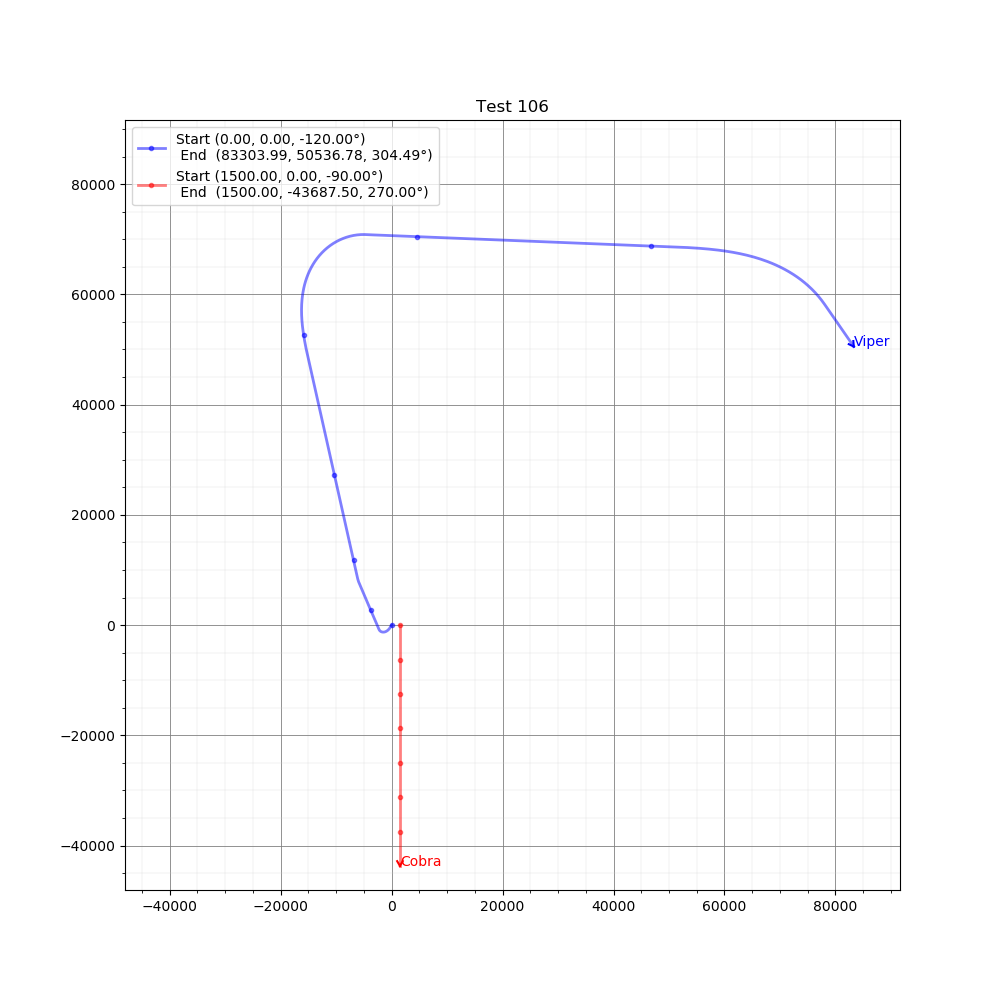 Test 106
Start (0.00, 0.00, -120.00°)
End  (83303.99, 50536.78, 304.49°)
Start (1500.00, 0.00, -90.00°)
End  (1500.00, -43687.50, 270.00°)
80000
60000
40000
20000
0
−20000
−40000
Viper
Cobra
−40000 −20000 0 20000 40000 60000 80000